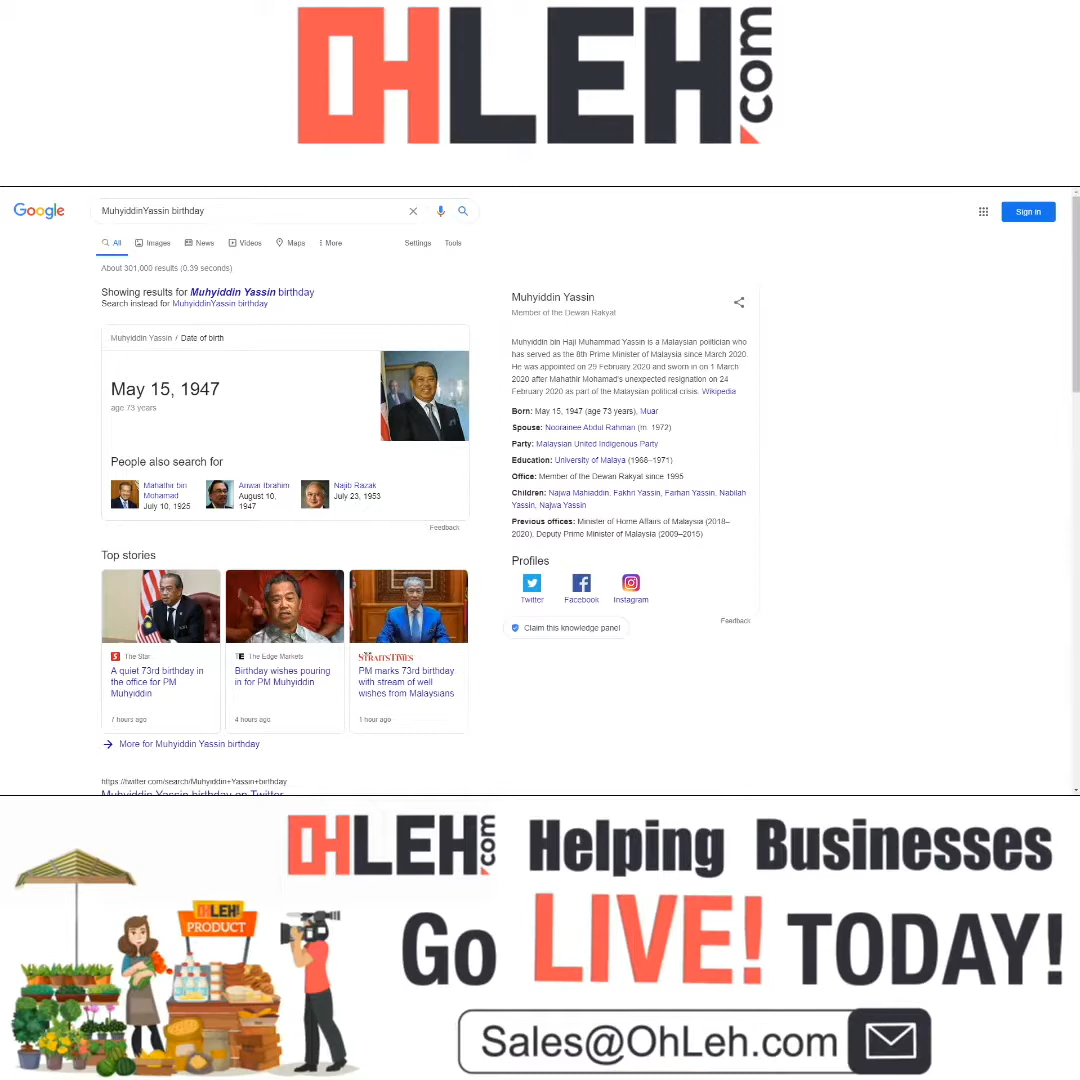 OHLEH.com
Google
MuhyiddinYassin birthday
Sign in
All
Images
News
Videos
Maps
More
Settings
Tools
About 301,000 results (0.39 seconds)
Showing results for Muhyiddin Yassin birthday
Search instead for MuhyiddinYassin birthday
Muhyiddin Yassin / Date of birth
May 15, 1947
age 73 years
People also search for
Mahathir bin
Mohamad
July 10, 1925
Anwar Ibrahim
August 10,
1947
Najib Razak
July 23, 1953
Feedback
Top stories
The Star
A quiet 73rd birthday in
the office for PM
Muhyiddin
7 hours ago
TE The Edge Markets
Birthday wishes pouring
in for PM Muhyiddin
4 hours ago
THE STRAITS TIMES
PM marks 73rd birthday
with stream of well
wishes from Malaysians
1 hour ago
More for Muhyiddin Yassin birthday
https://twitter.com/search/Muhyiddin+Yassin+birthday
Muhyiddin Yassin birthday on Twitter
Muhyiddin Yassin
Member of the Dewan Rakyat
Muhyiddin bin Haji Muhammad Yassin is a Malaysian politician who
has served as the 8th Prime Minister of Malaysia since March 2020.
He was appointed on 29 February 2020 and sworn in on 1 March
2020 after Mahathir Mohamad's unexpected resignation on 24
February 2020 as part of the Malaysian political crisis. Wikipedia
Born: May 15, 1947 (age 73 years), Muar
Spouse: Noorainee Abdul Rahman (m. 1972)
Party: Malaysian United Indigenous Party
Education: University of Malaya (1968–1971)
Office: Member of the Dewan Rakyat since 1995
Children: Najwa Mahiaddin, Fakhri Yassin, Farhan Yassin, Nabilah
Yassin, Najwa Yassin
Previous offices: Minister of Home Affairs of Malaysia (2018–
2020), Deputy Prime Minister of Malaysia (2009–2015)
Profiles
Twitter
Facebook
Instagram
Claim this knowledge panel
Feedback
OHLEH.com Helping Businesses
Go LIVE! TODAY!
OHLEH!
PRODUCT
Sales@OhLeh.com